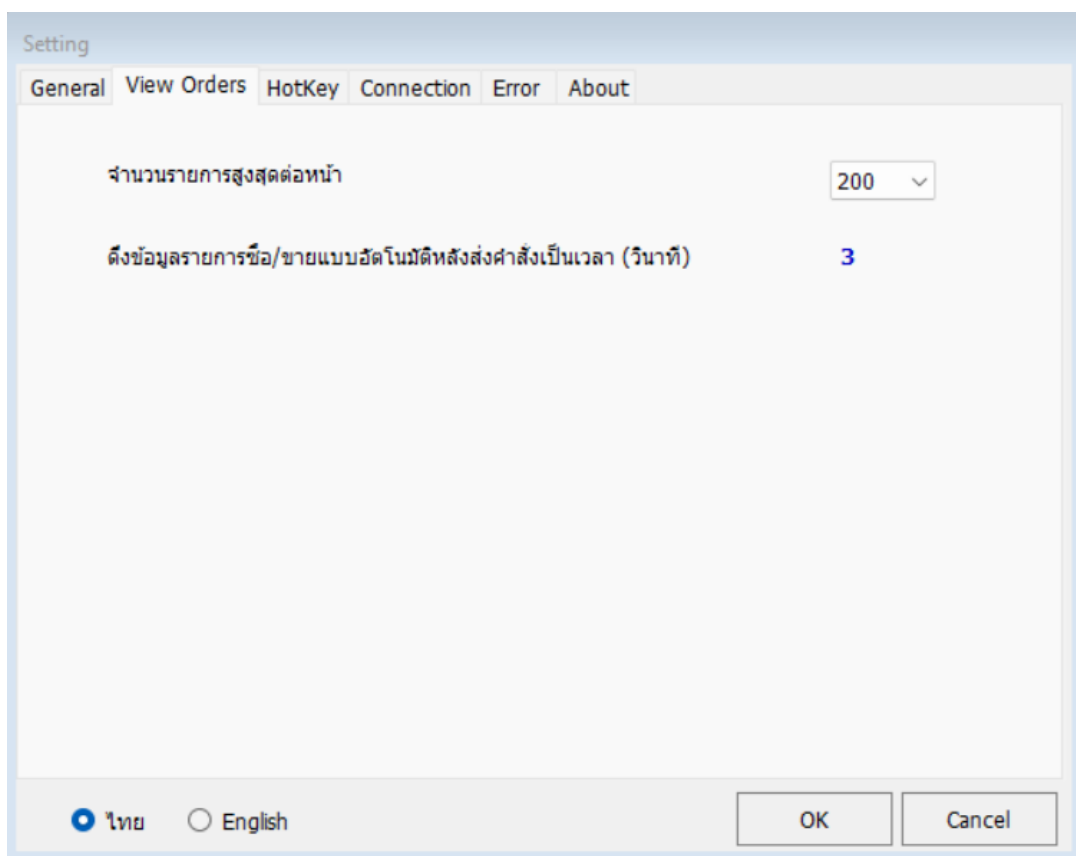 Setting
General View Orders HotKey Connection Error About
จำนวนรายการสูงสุดต่อหน้า 200
ดึงข้อมูลรายการซื้อ/ขายแบบอัตโนมัติหลังส่งคำสั่งเป็นเวลา (วินาที) 3
ไทย English OK Cancel